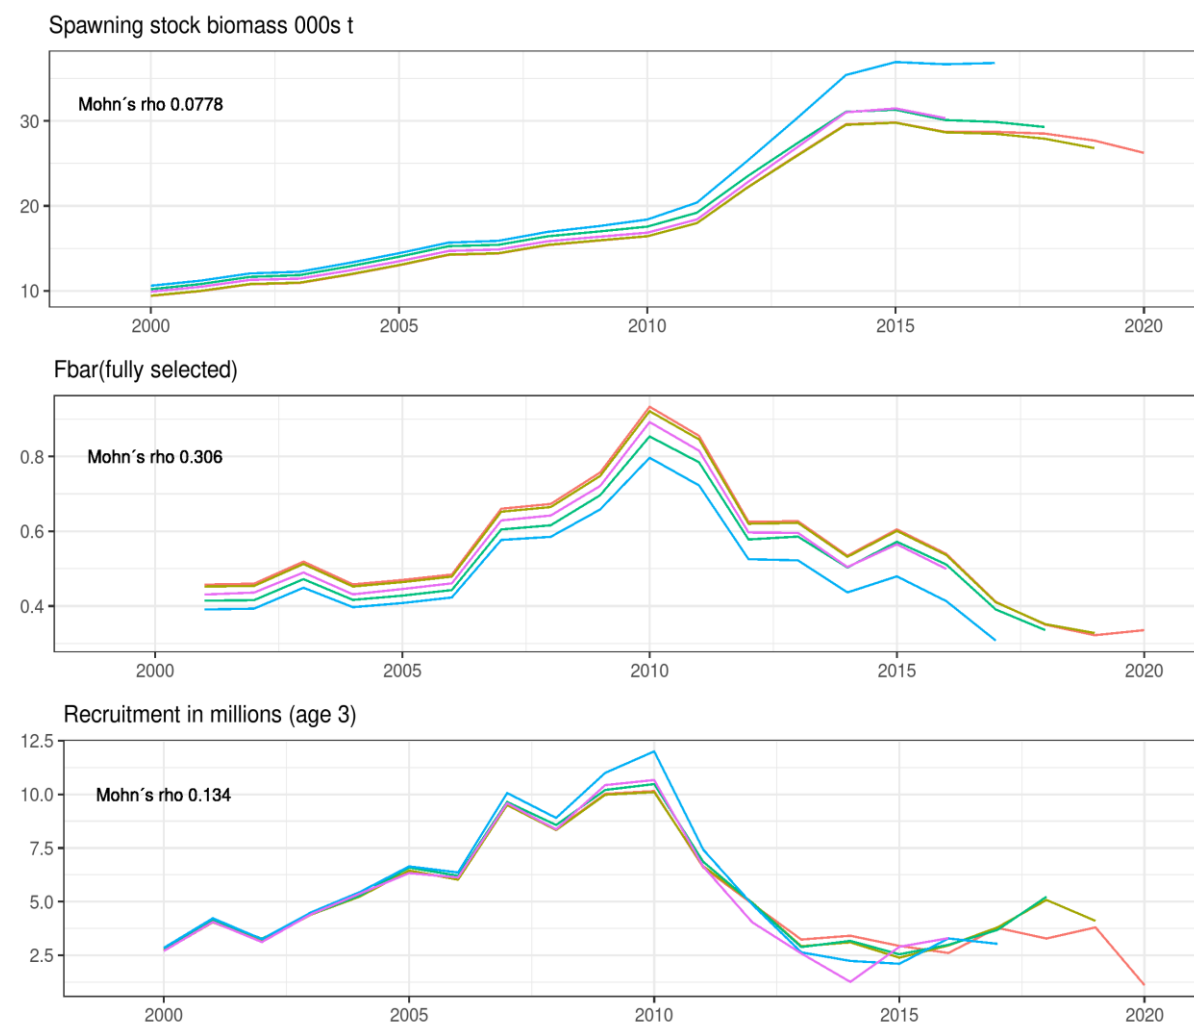 Spawning stock biomass 000s t
Mohn´s rho 0.0778
30
20
10
2000 2005 2010 2015 2020
Fbar(fully selected)
Mohn´s rho 0.306
0.8
0.6
0.4
2000 2005 2010 2015 2020
Recruitment in millions (age 3)
12.5
Mohn´s rho 0.134
10.0
7.5
5.0
2.5
2000 2005 2010 2015 2020